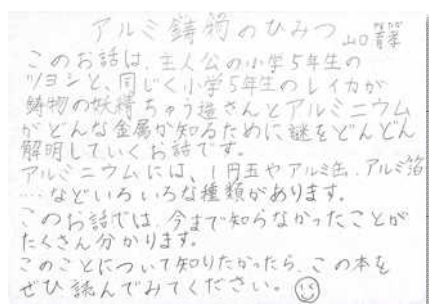 アルミ鋳物のひみつ 山口青孝
このお話は、主人公の小学5年生の
ツヨシと、同じく小学5年生のレイカが
鋳物の妖精ちゅう造さんとアルミニウム
がどんな金属か知るために謎をどんどん
解明していくお話です。
アルミニウムには、1円玉やアルミ缶、アルミ箔
…などいろいろな種類があります。
このお話では、今まで知らなかったことが
たくさん分かります。
このことについて知りたかったら、この本を
ぜひ読んでみてください。